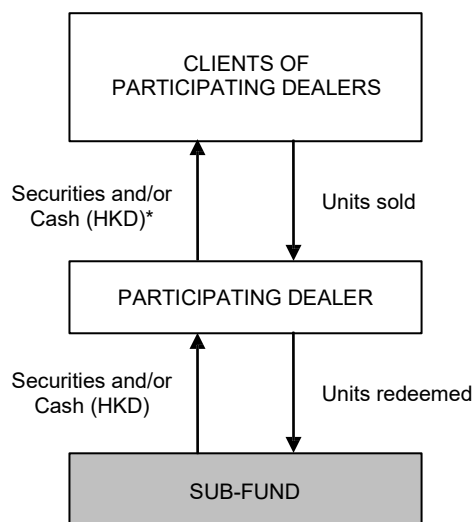 CLIENTS OF
PARTICIPATING DEALERS
Securities and/or
Cash (HKD)*
Units sold
PARTICIPATING DEALER
Securities and/or
Cash (HKD)
Units redeemed
SUB-FUND